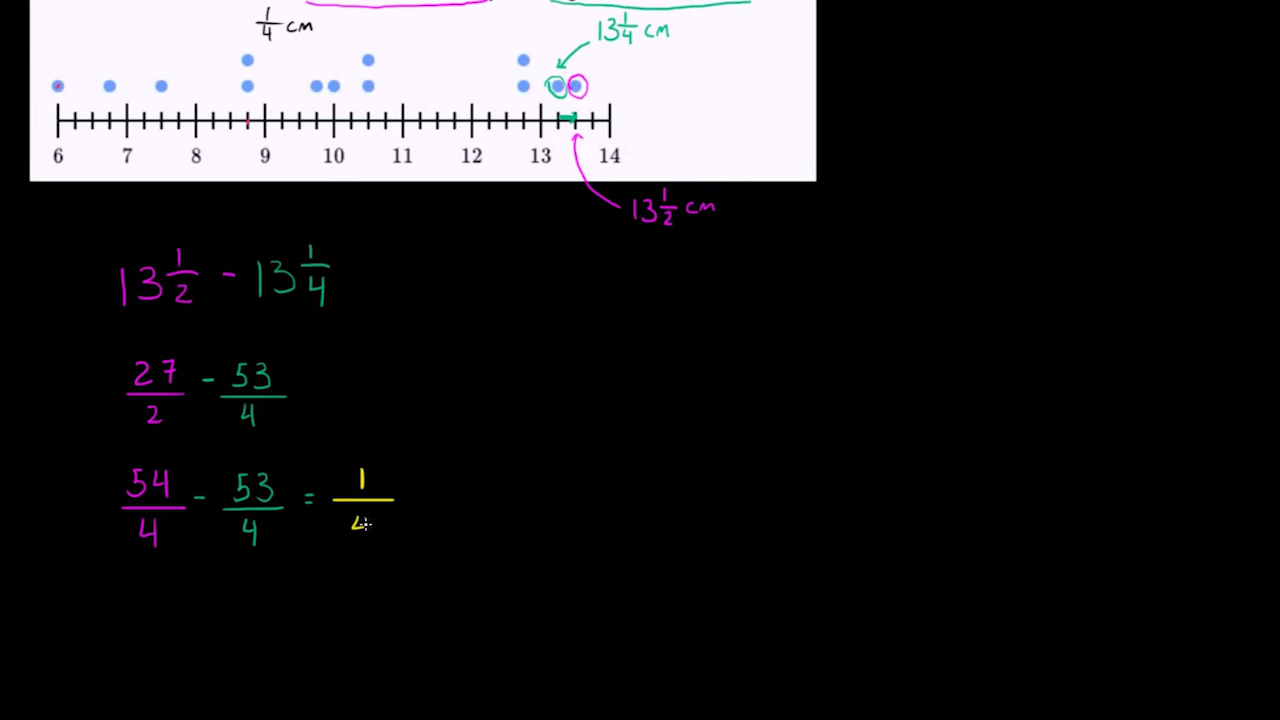 1/4 cm
13 1/4 cm
6 7 8 9 10 11 12 13 14
13 1/2 cm
13 1/2 - 13 1/4
27/2 - 53/4
54/4 - 53/4 = 1/4